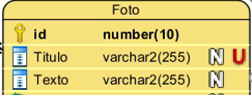 Foto
id number(10)
Titulo varchar2(255) N U
Texto varchar2(255) N